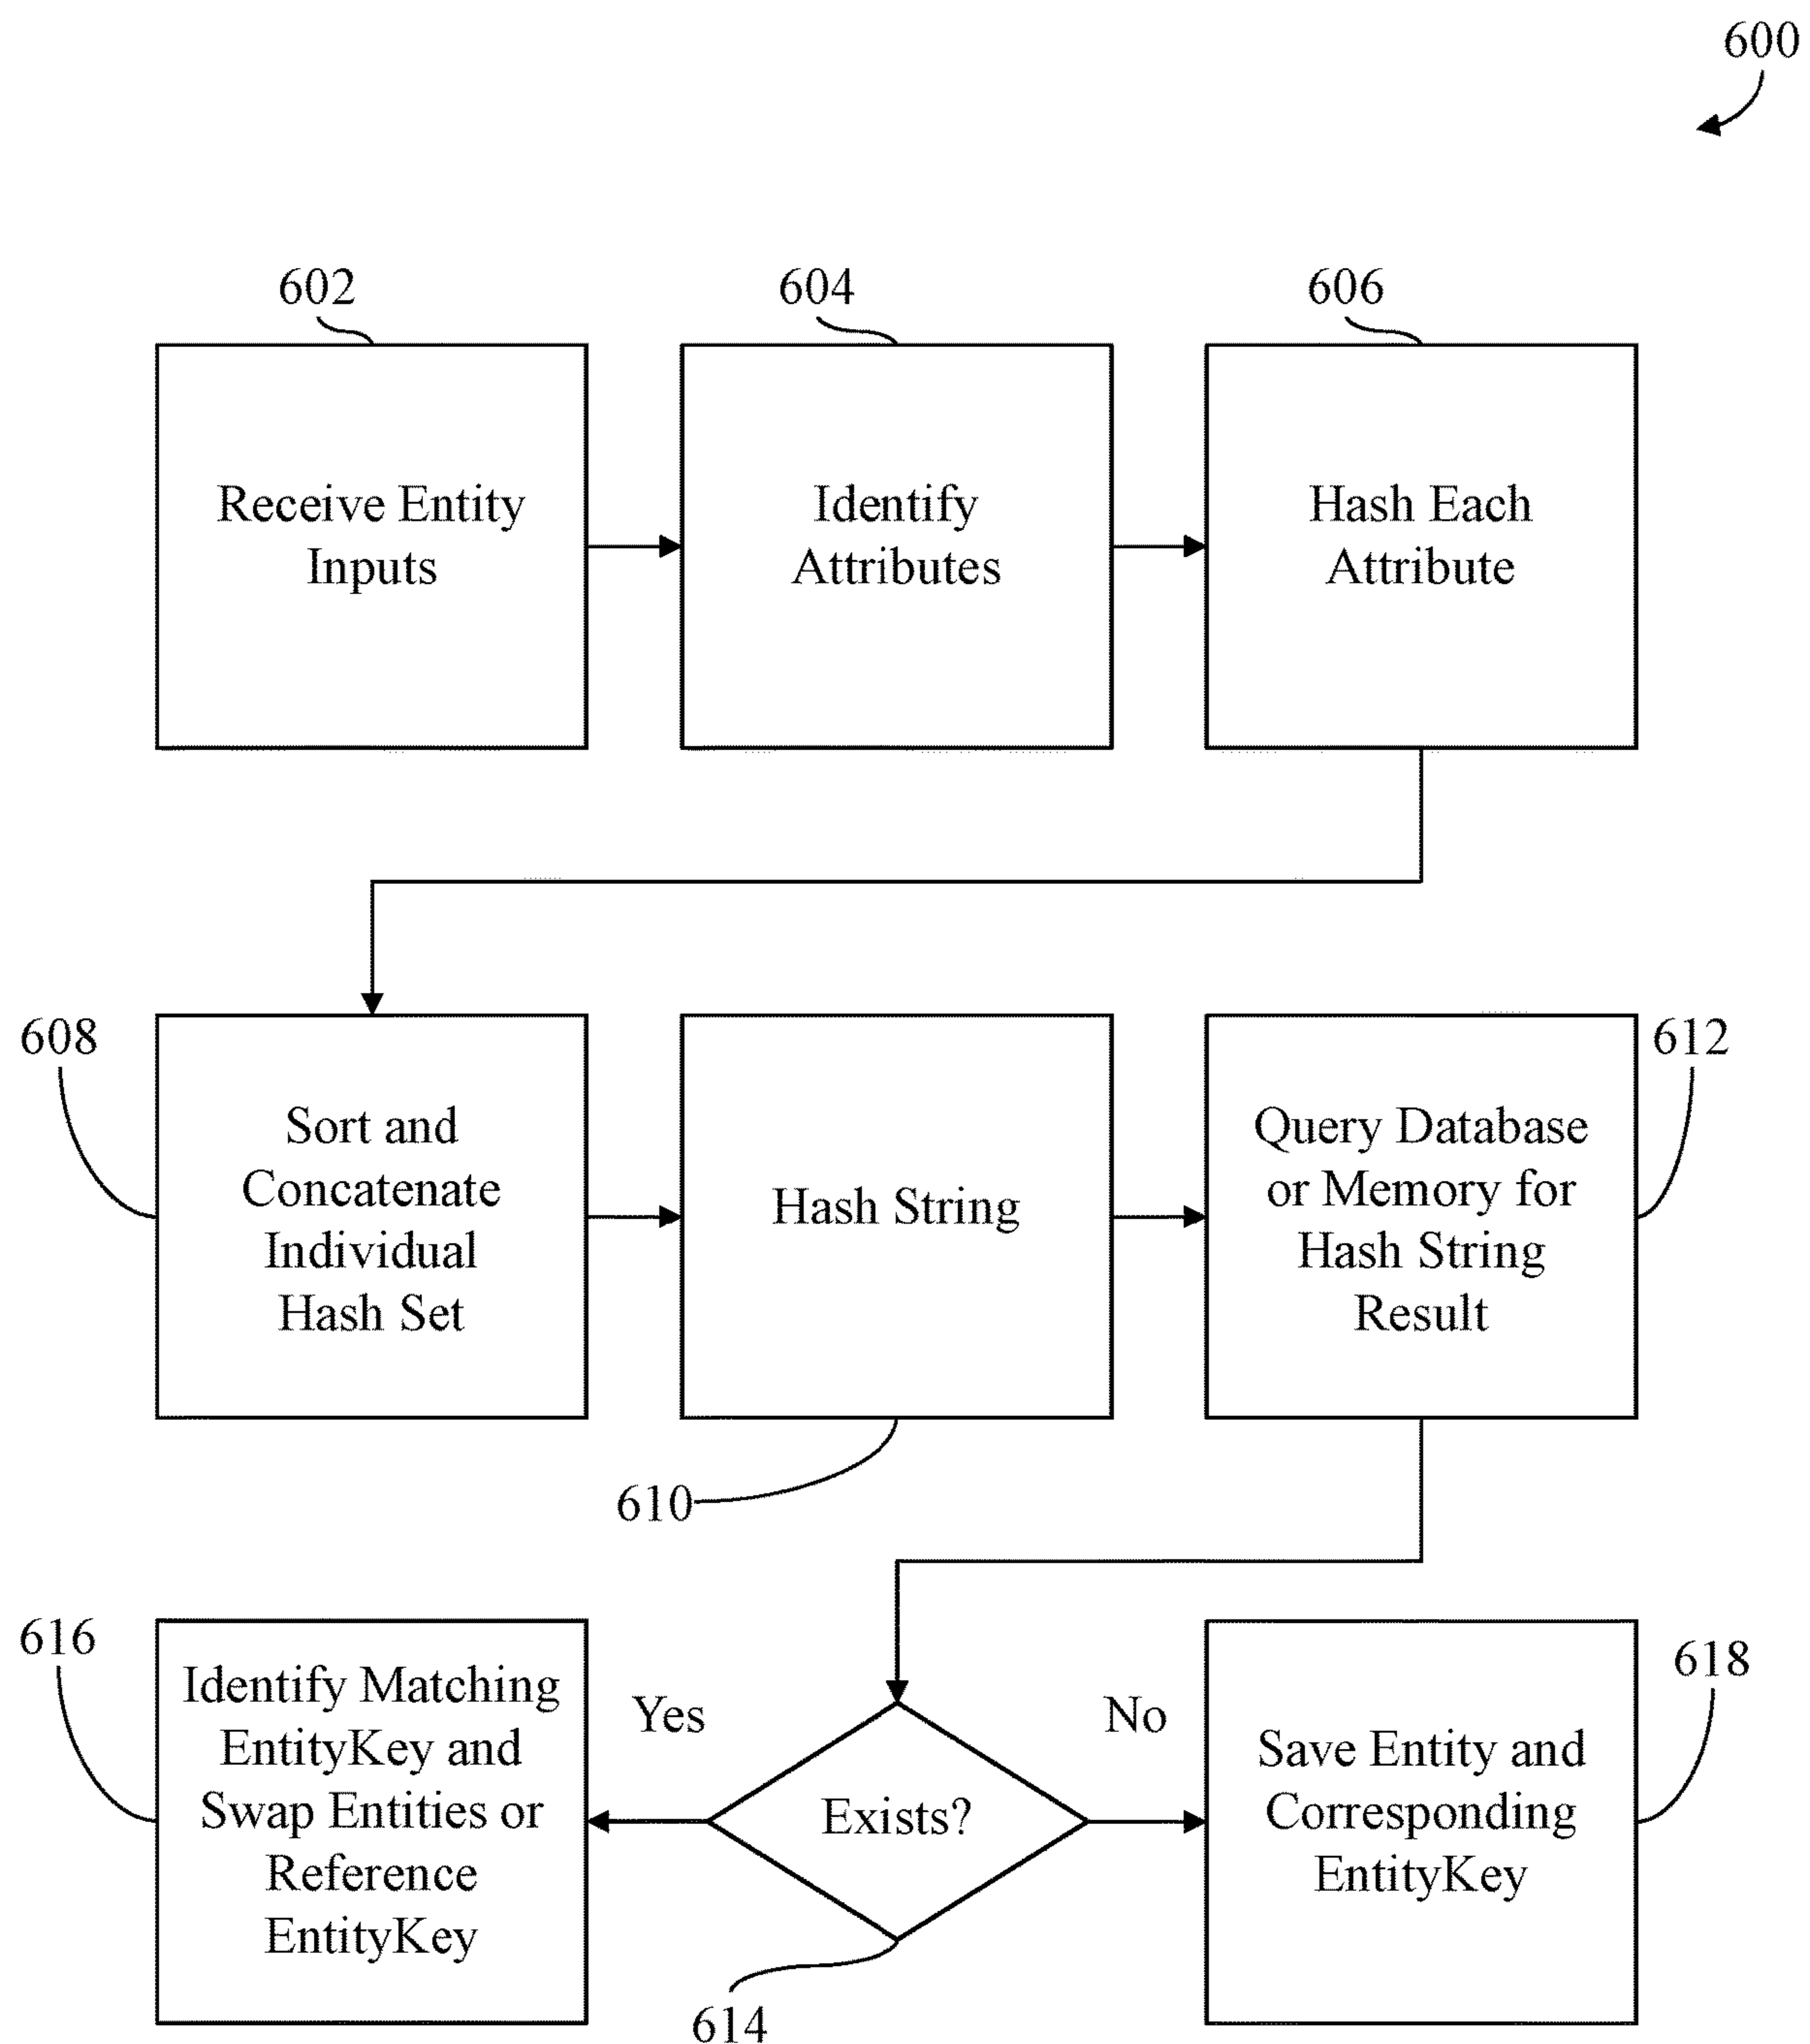 600
602
604
606
Receive Entity
Inputs
Identify
Attributes
Hash Each
Attribute
608
Sort and
Concatenate
Individual
Hash Set
Hash String
610
Query Database
or Memory for
Hash String
Result
612
616
Identify Matching
EntityKey and
Swap Entities or
Reference
EntityKey
Yes
Exists?
614
No
Save Entity and
Corresponding
EntityKey
618